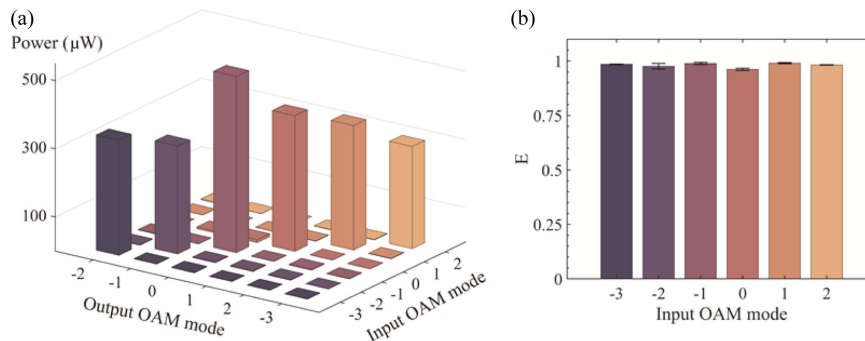 (a)
Power (µW)
500
300
100
-2
-1
0
1
2
-3
Output OAM mode
-3
-2
-1
0
1
2
Input OAM mode
(b)
1
0.75
0.5
0.25
0
E
-3 -2 -1 0 1 2
Input OAM mode